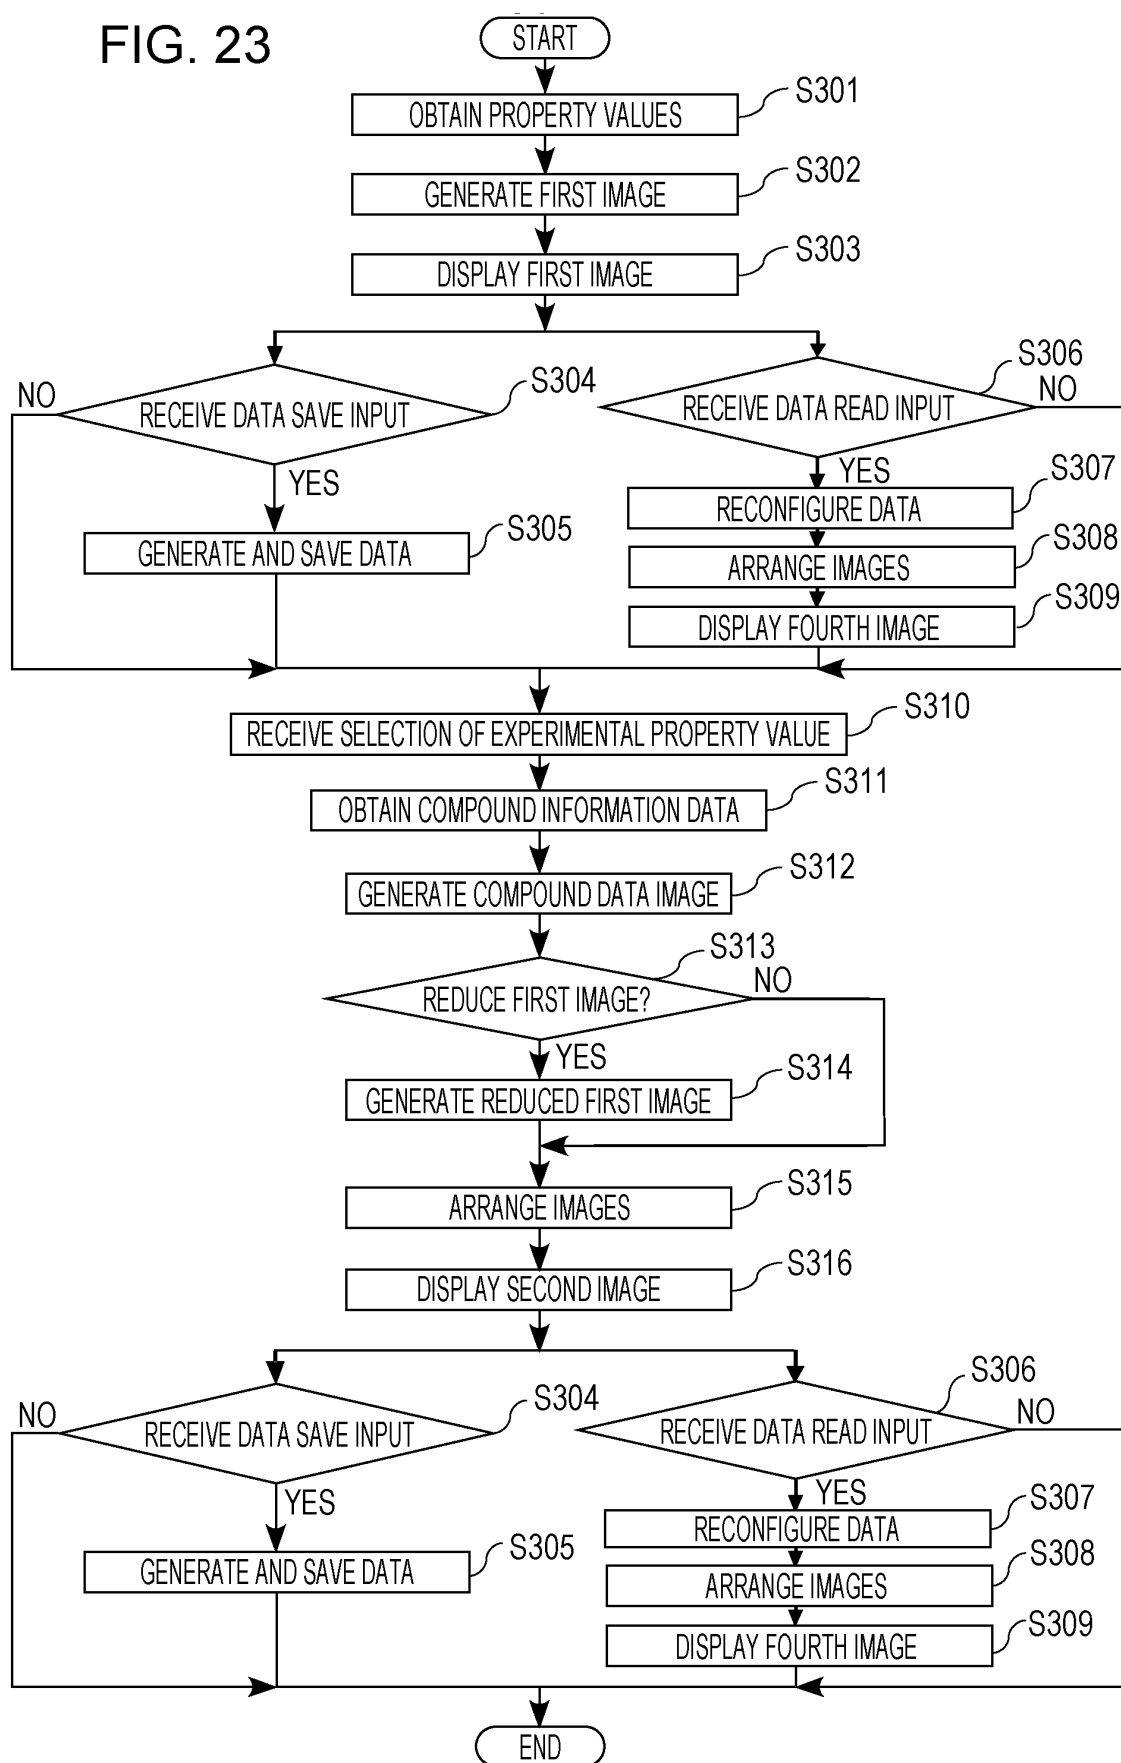 FIG. 23
START
S301
OBTAIN PROPERTY VALUES
S302
GENERATE FIRST IMAGE
S303
DISPLAY FIRST IMAGE
S304
NO
RECEIVE DATA SAVE INPUT
YES
S305
GENERATE AND SAVE DATA
S306
NO
RECEIVE DATA READ INPUT
YES
S307
RECONFIGURE DATA
S308
ARRANGE IMAGES
S309
DISPLAY FOURTH IMAGE
S310
RECEIVE SELECTION OF EXPERIMENTAL PROPERTY VALUE
S311
OBTAIN COMPOUND INFORMATION DATA
S312
GENERATE COMPOUND DATA IMAGE
S313
NO
REDUCE FIRST IMAGE?
YES
S314
GENERATE REDUCED FIRST IMAGE
S315
ARRANGE IMAGES
S316
DISPLAY SECOND IMAGE
S304
NO
RECEIVE DATA SAVE INPUT
YES
S305
GENERATE AND SAVE DATA
S306
NO
RECEIVE DATA READ INPUT
YES
S307
RECONFIGURE DATA
S308
ARRANGE IMAGES
S309
DISPLAY FOURTH IMAGE
END